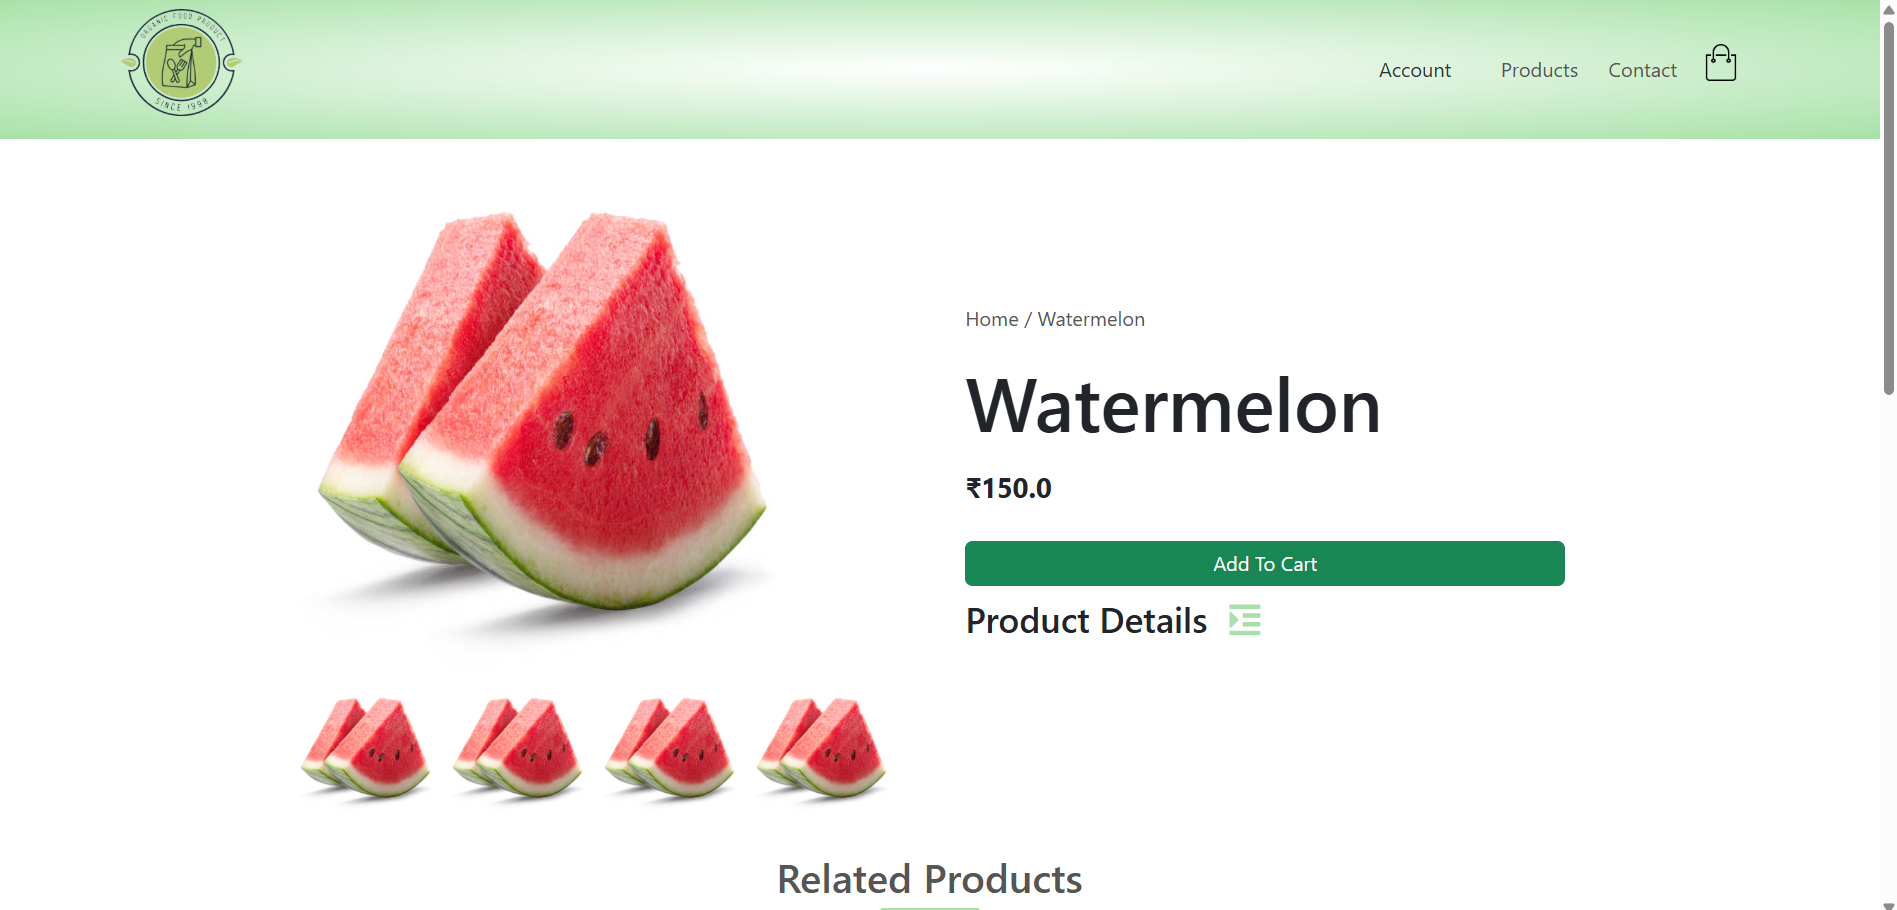 ORGANIC FOOD PRODUCT
SINCE 1998
Account
Products
Contact
Home / Watermelon
Watermelon
₹150.0
Add To Cart
Product Details
Related Products